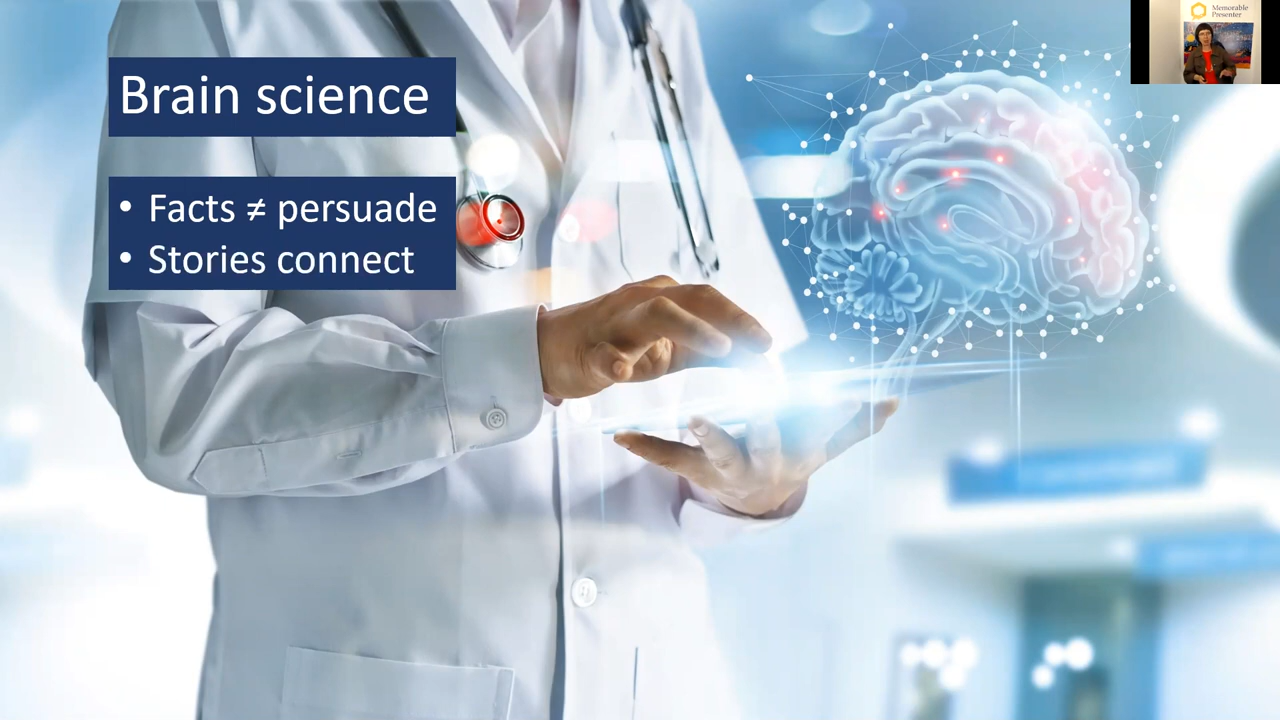 Brain science
• Facts ≠ persuade
• Stories connect
Memorable
Presenter